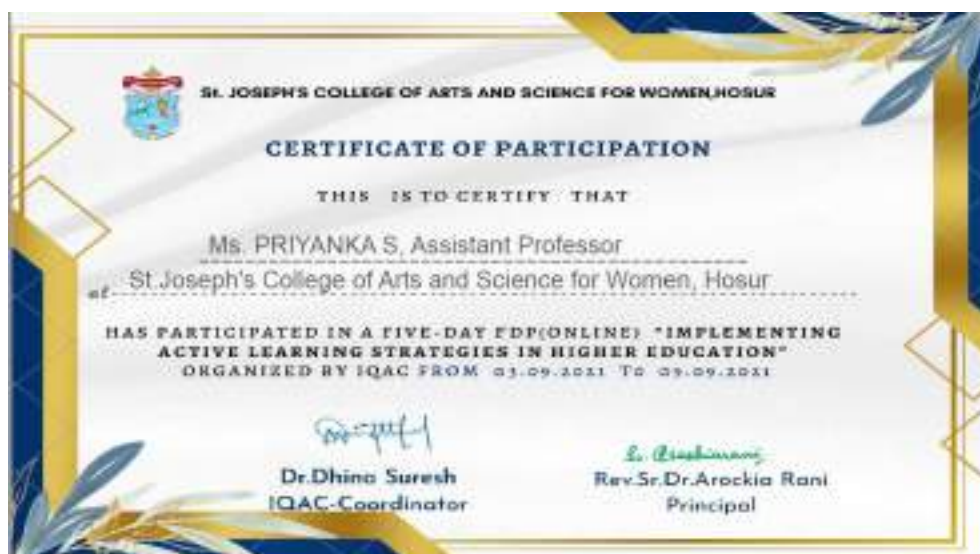 St. JOSEPH'S COLLEGE OF ARTS AND SCIENCE FOR WOMEN,HOSUR
CERTIFICATE OF PARTICIPATION
THIS IS TO CERTIFY THAT
Ms. PRIYANKA S, Assistant Professor
at St.Joseph's College of Arts and Science for Women, Hosur
HAS PARTICIPATED IN A FIVE-DAY FDP(ONLINE) "IMPLEMENTING
ACTIVE LEARNING STRATEGIES IN HIGHER EDUCATION"
ORGANIZED BY IQAC FROM 03.09.2021 TO 09.09.2021
Dr.Dhina Suresh
IQAC-Coordinator
Rev.Sr.Dr.Arockia Rani
Principal